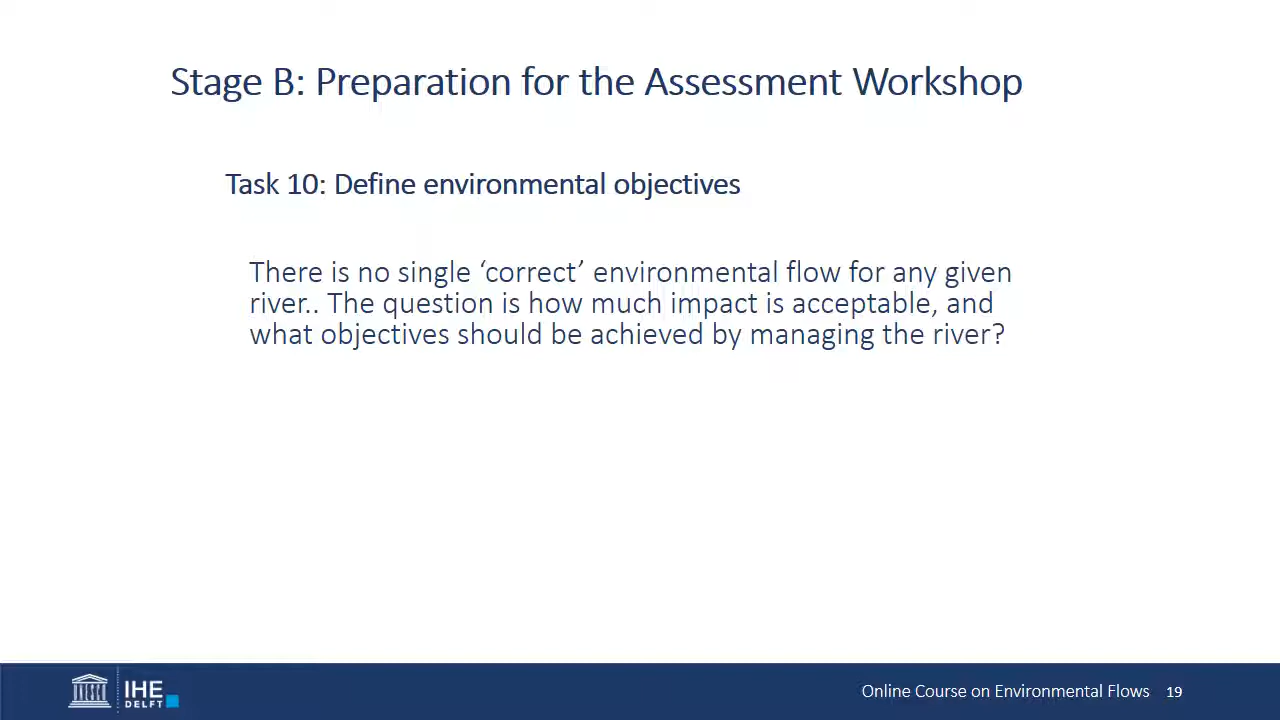 Stage B: Preparation for the Assessment Workshop
Task 10: Define environmental objectives
There is no single ‘correct’ environmental flow for any given
river.. The question is how much impact is acceptable, and
what objectives should be achieved by managing the river?
IHE
DELFT
Online Course on Environmental Flows 19